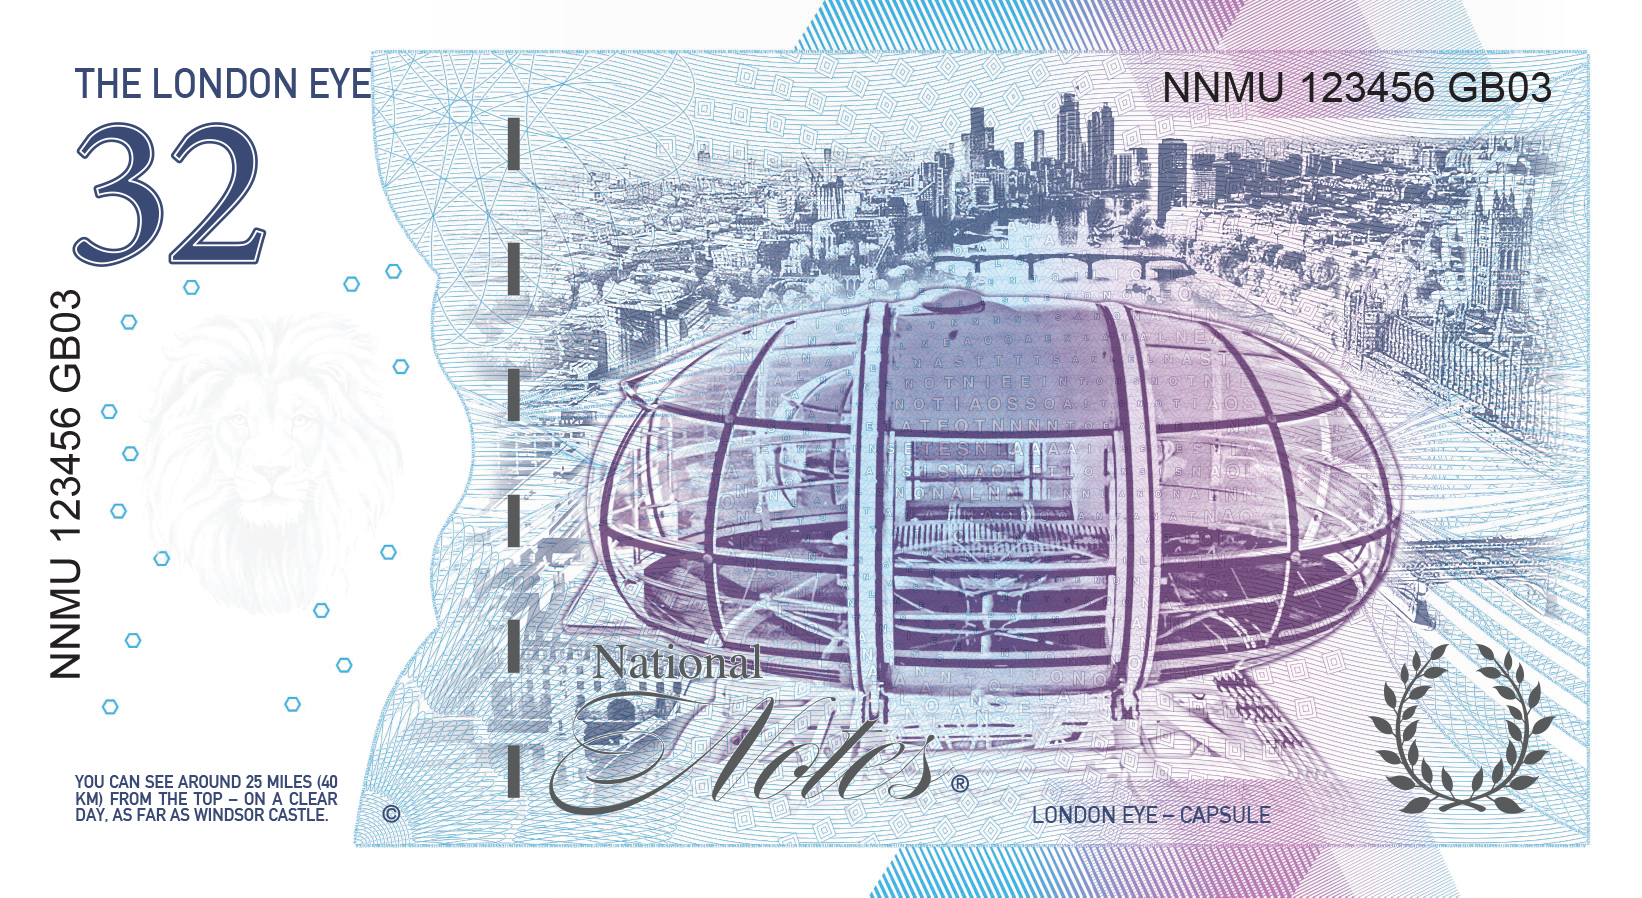 THE LONDON EYE
NNMU 123456 GB03
32
NNMU 123456 GB03
National
Notes®
YOU CAN SEE AROUND 25 MILES (40
KM) FROM THE TOP – ON A CLEAR
DAY, AS FAR AS WINDSOR CASTLE.
©
LONDON EYE – CAPSULE